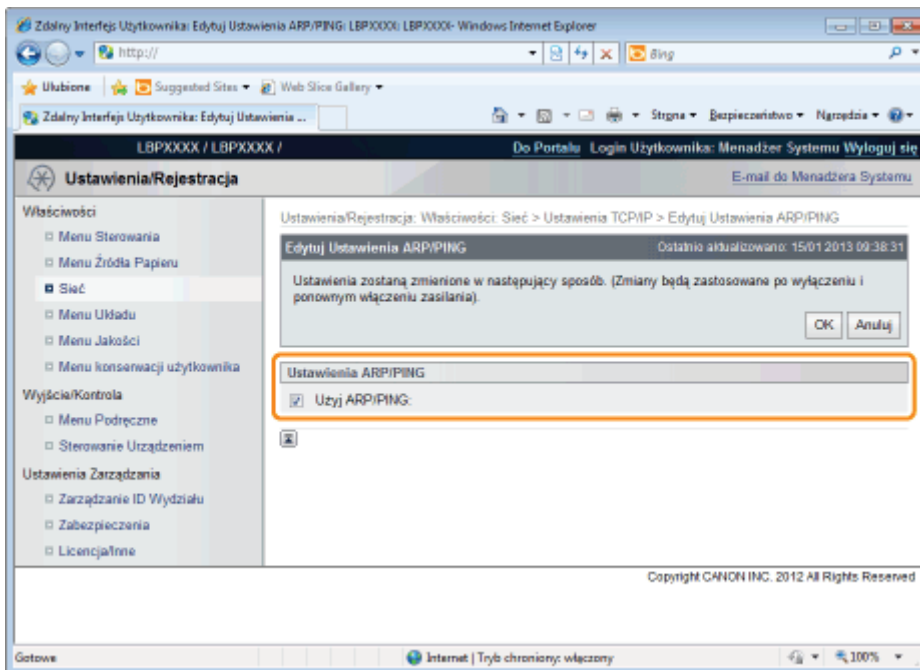 Zdalny Interfejs Użytkownika: Edytuj Ustawienia ARP/PING: LBPXXXX: LBPXXXX- Windows Internet Explorer
http://
Bing
Ulubione Suggested Sites Web Slice Gallery
Zdalny Interfejs Użytkownika: Edytuj Ustawienia ... Strona Bezpieczeństwo Narzędzia
LBPXXXX / LBPXXXX / Do Portalu Login Użytkownika: Menadżer Systemu Wyloguj się
Ustawienia/Rejestracja E-mail do Menadżera Systemu
Właściwości
Menu Sterowania
Menu Źródła Papieru
Sieć
Menu Układu
Menu Jakości
Menu konserwacji użytkownika
Wyjście/Kontrola
Menu Podręczne
Sterowanie Urządzeniem
Ustawienia Zarządzania
Zarządzanie ID Wydziału
Zabezpieczenia
Licencja/Inne
Ustawienia/Rejestracja: Właściwości: Sieć > Ustawienia TCP/IP > Edytuj Ustawienia ARP/PING
Edytuj Ustawienia ARP/PING Ostatnio aktualizowano: 15/01 2013 09:38:31
Ustawienia zostaną zmienione w następujący sposób. (Zmiany będą zastosowane po wyłączeniu i
ponownym włączeniu zasilania).
OK Anuluj
Ustawienia ARP/PING
Użyj ARP/PING:
Copyright CANON INC. 2012 All Rights Reserved
Gotowe Internet | Tryb chroniony: włączony 100%